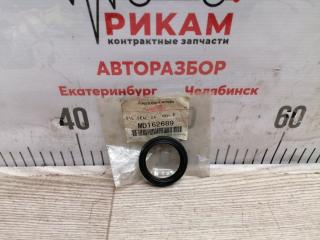 РИКАМ
контрактные запчасти
АВТОРАЗБОР
Екатеринбург Челябинск
40 60
MD162689